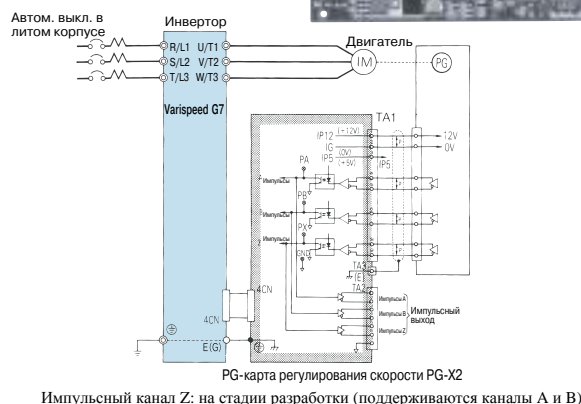 Автом. выкл. в
литом корпусе
Инвертор
Двигатель
R/L1 U/T1
S/L2 V/T2
T/L3 W/T3
IM
PG
Varispeed G7
TA1
IP12 (+12V)
IG (0V)
IP5 (+5V)
12V
0V
IP5
PA
Импульсы
PB
Импульсы
PX
Импульсы
GND
P
P
P
P
TA3
(E)
TA2
4CN
4CN
Импульсы A
Импульсы B
Импульсы Z
Импульсный
выход
E(G)
PG-карта регулирования скорости PG-X2
Импульсный канал Z: на стадии разработки (поддерживаются каналы A и B)